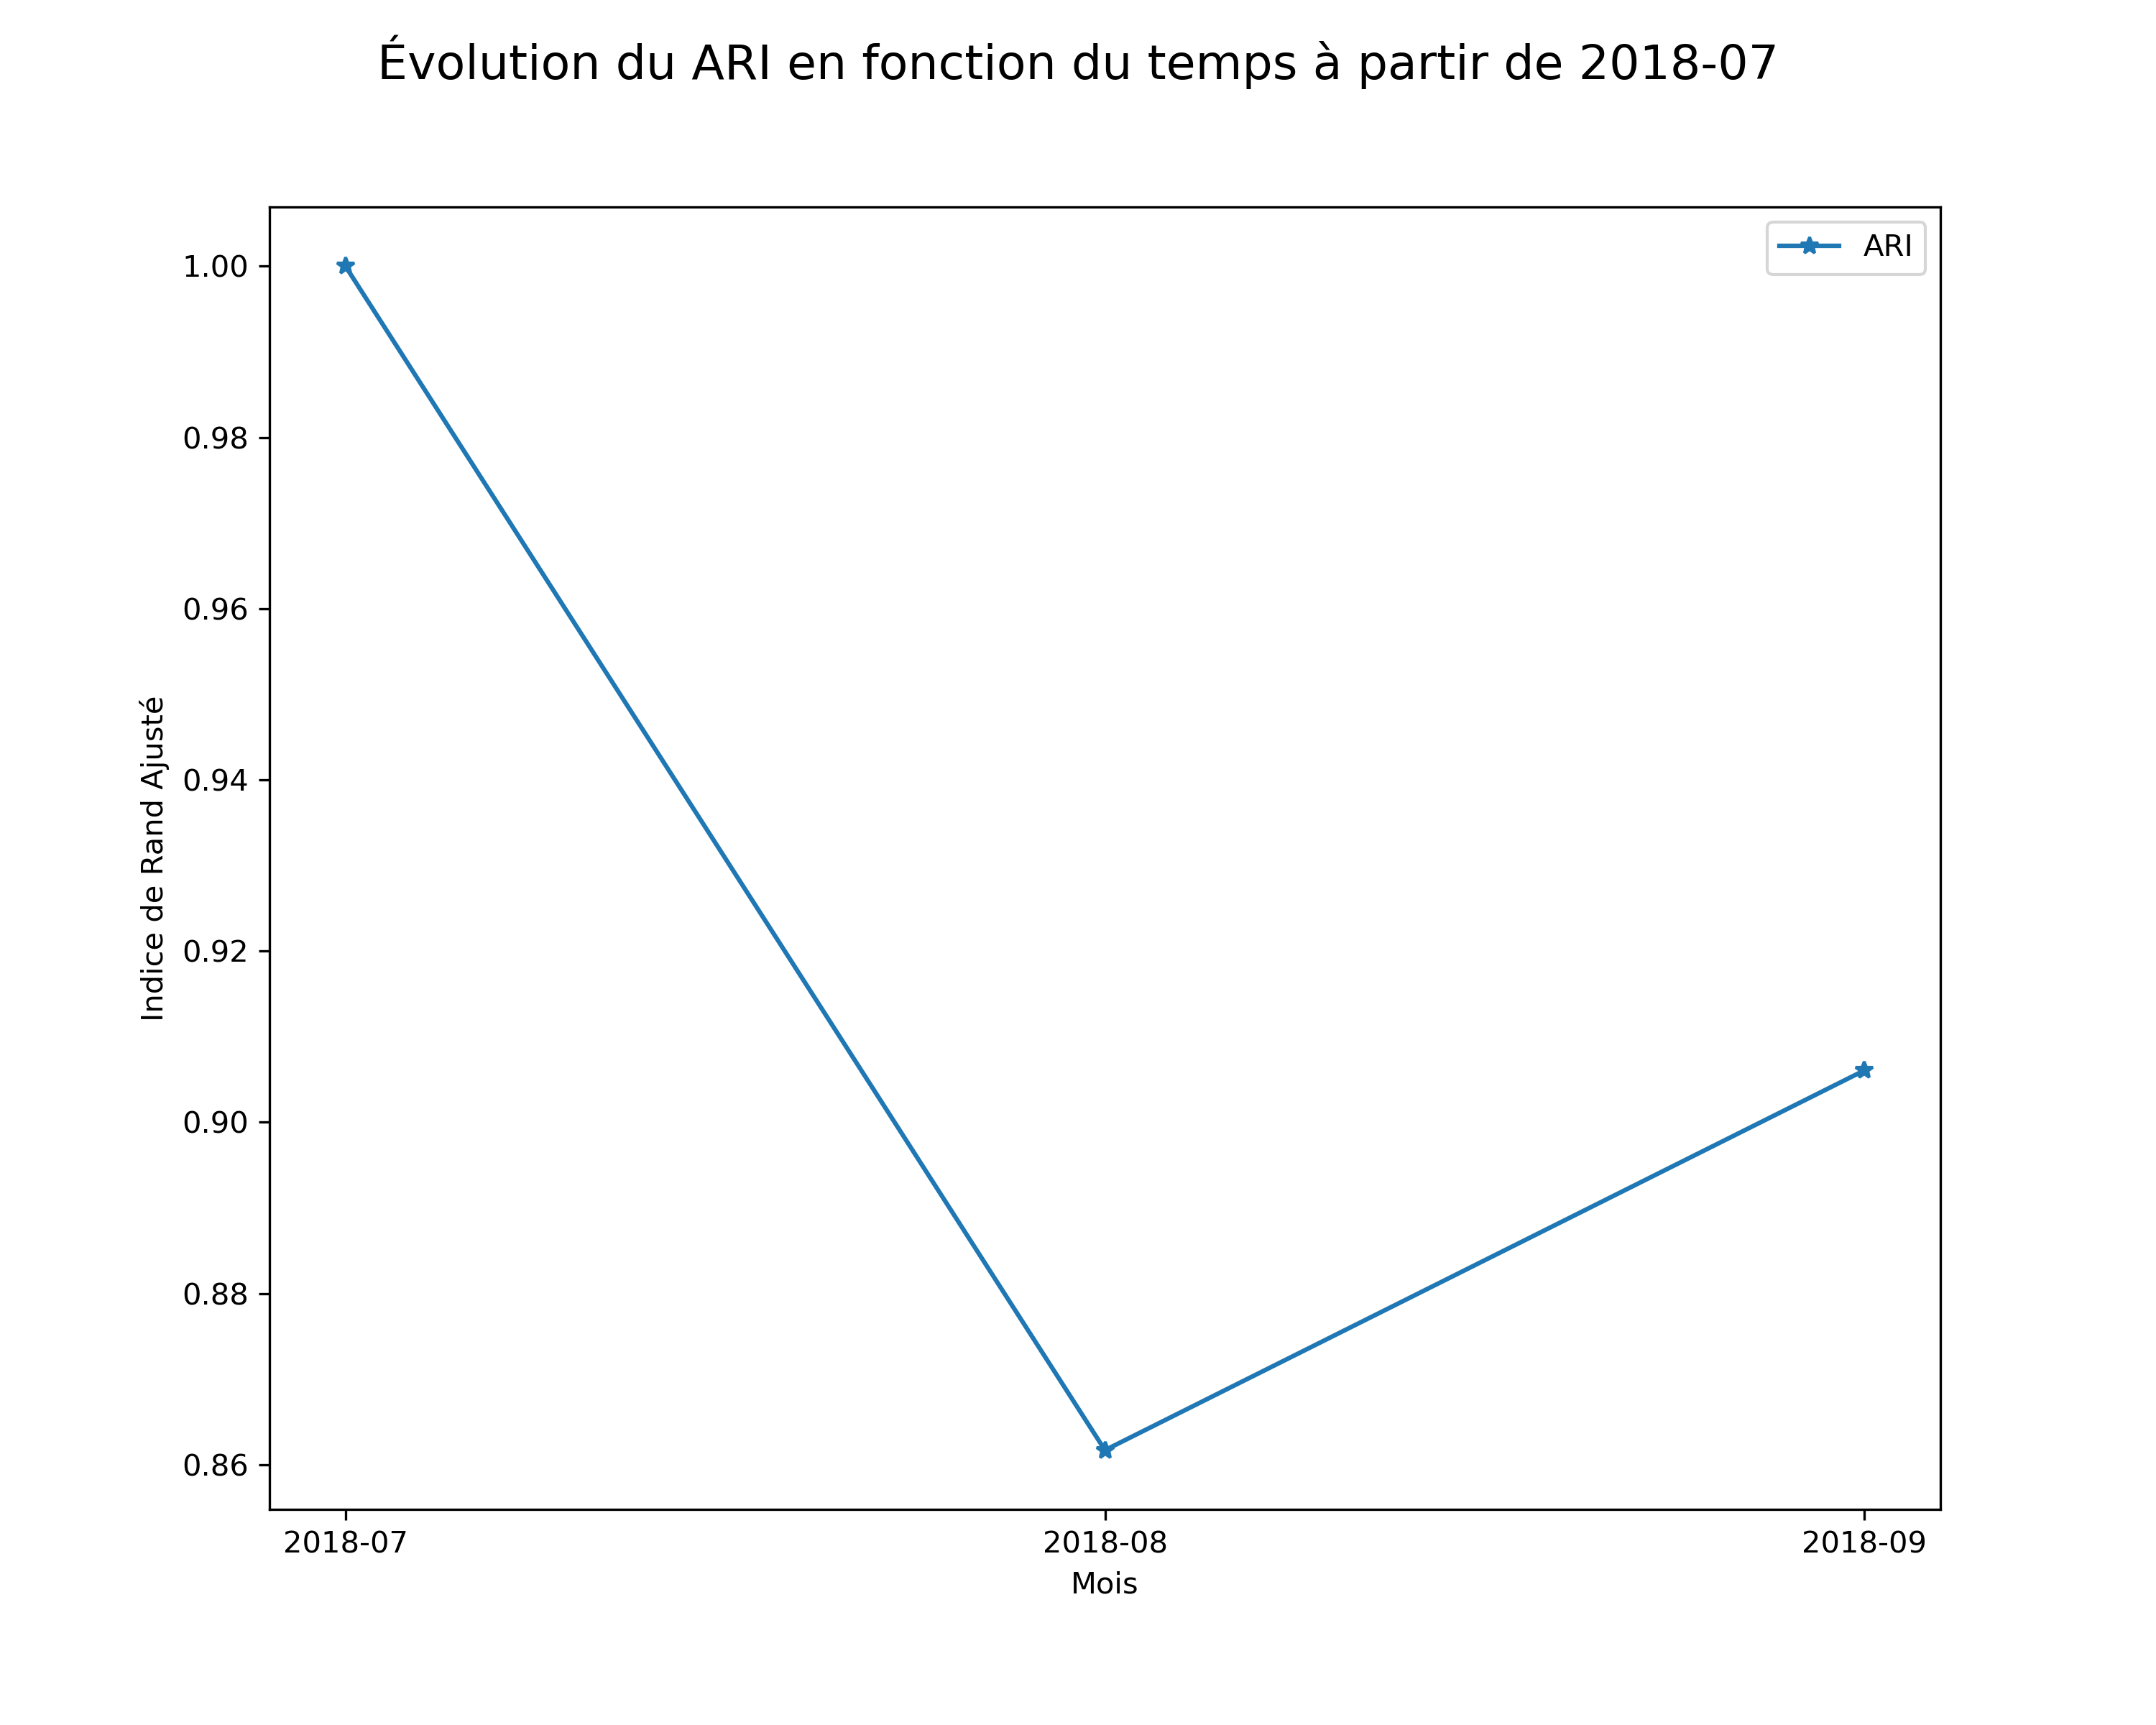 Évolution du ARI en fonction du temps à partir de 2018-07
ARI
1.00
0.98
0.96
0.94
0.92
0.90
0.88
0.86
Indice de Rand Ajusté
2018-07 2018-08 2018-09
Mois